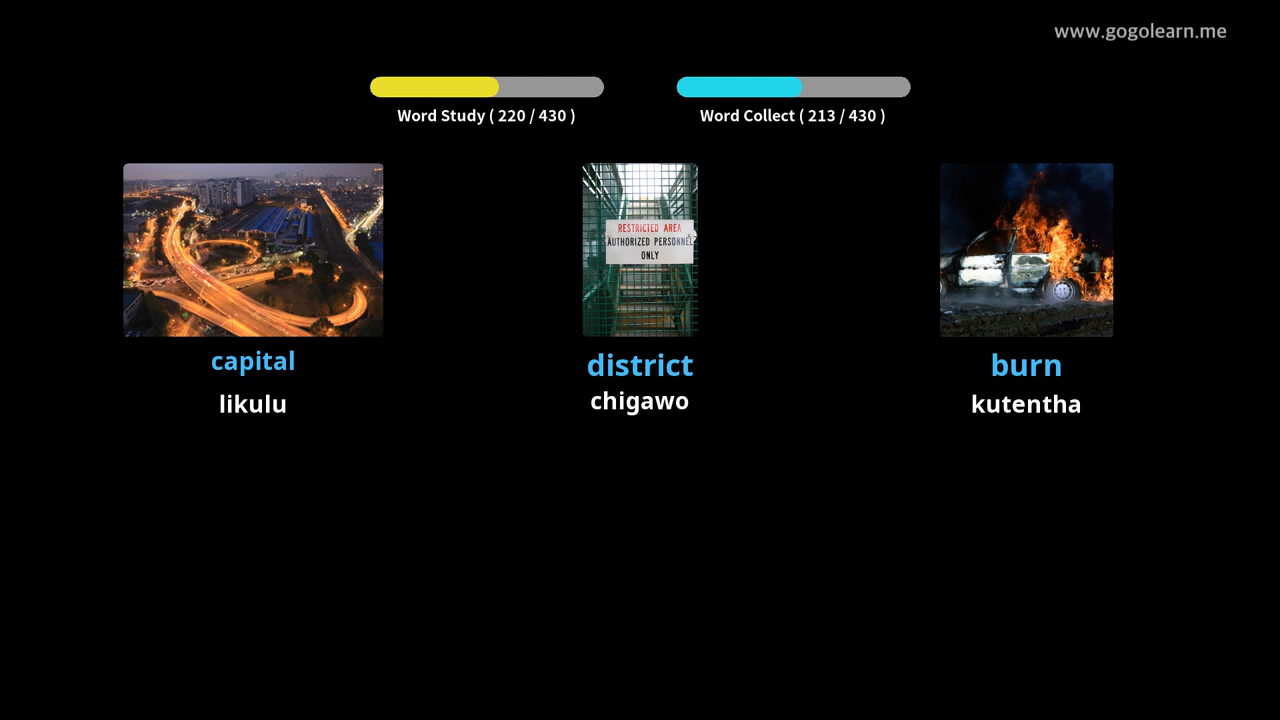 www.gogolearn.me
Word Study ( 220 / 430 )
Word Collect ( 213 / 430 )
RESTRICTED AREA
AUTHORIZED PERSONNEL
ONLY
capital
district
burn
likulu
chigawo
kutentha